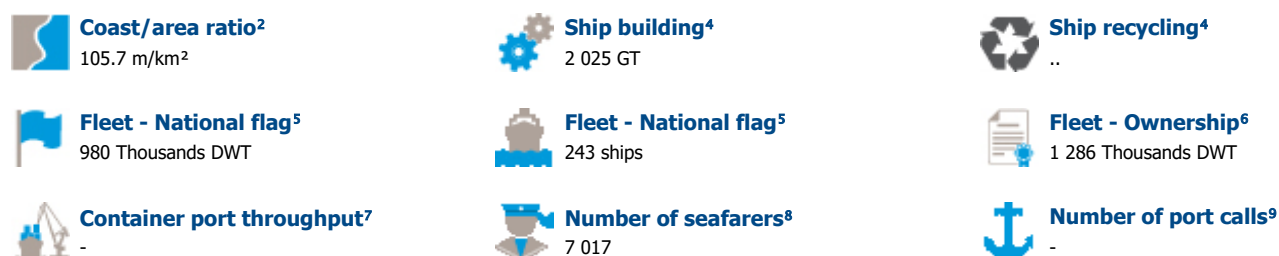 Coast/area ratio²
105.7 m/km²
Ship building⁴
2 025 GT
Ship recycling⁴
..
Fleet - National flag⁵
980 Thousands DWT
Fleet - National flag⁵
243 ships
Fleet - Ownership⁶
1 286 Thousands DWT
Container port throughput⁷
-
Number of seafarers⁸
7 017
Number of port calls⁹
-